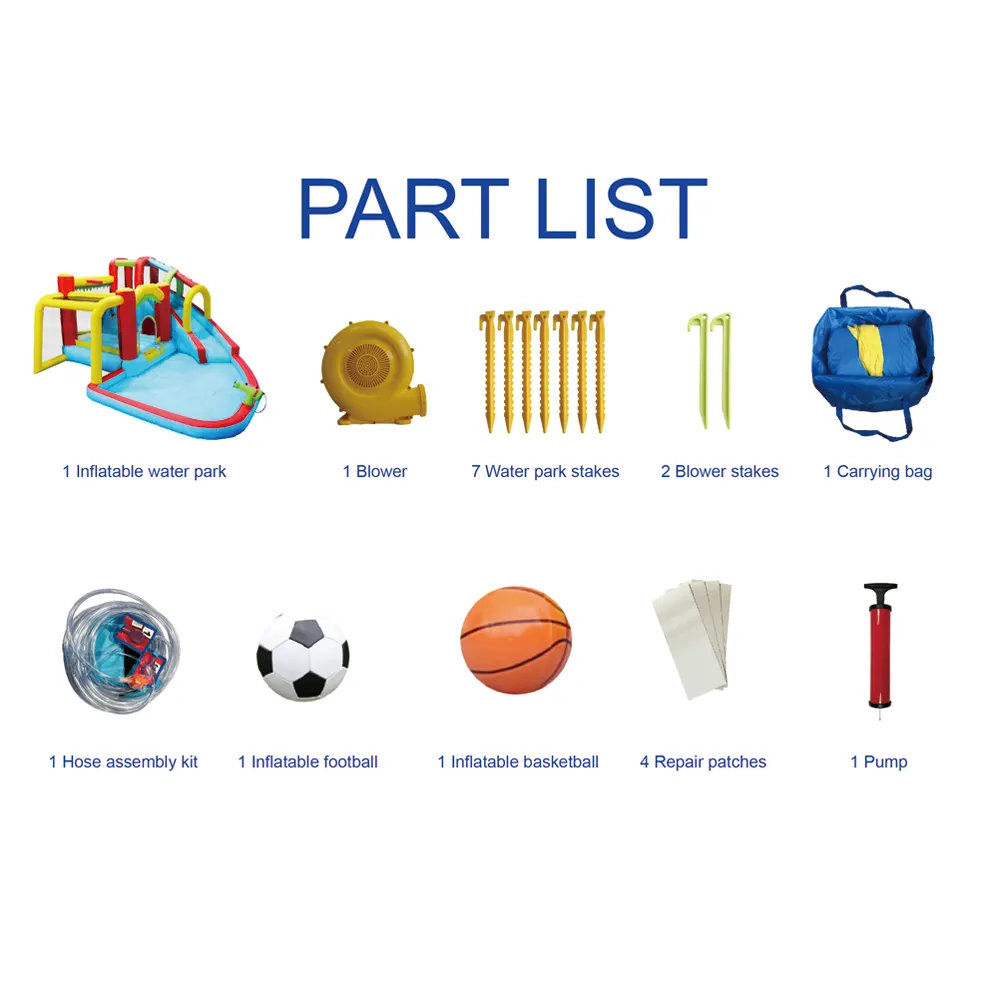 PART LIST
1 Inflatable water park
1 Blower
7 Water park stakes
2 Blower stakes
1 Carrying bag
1 Hose assembly kit
1 Inflatable football
1 Inflatable basketball
4 Repair patches
1 Pump